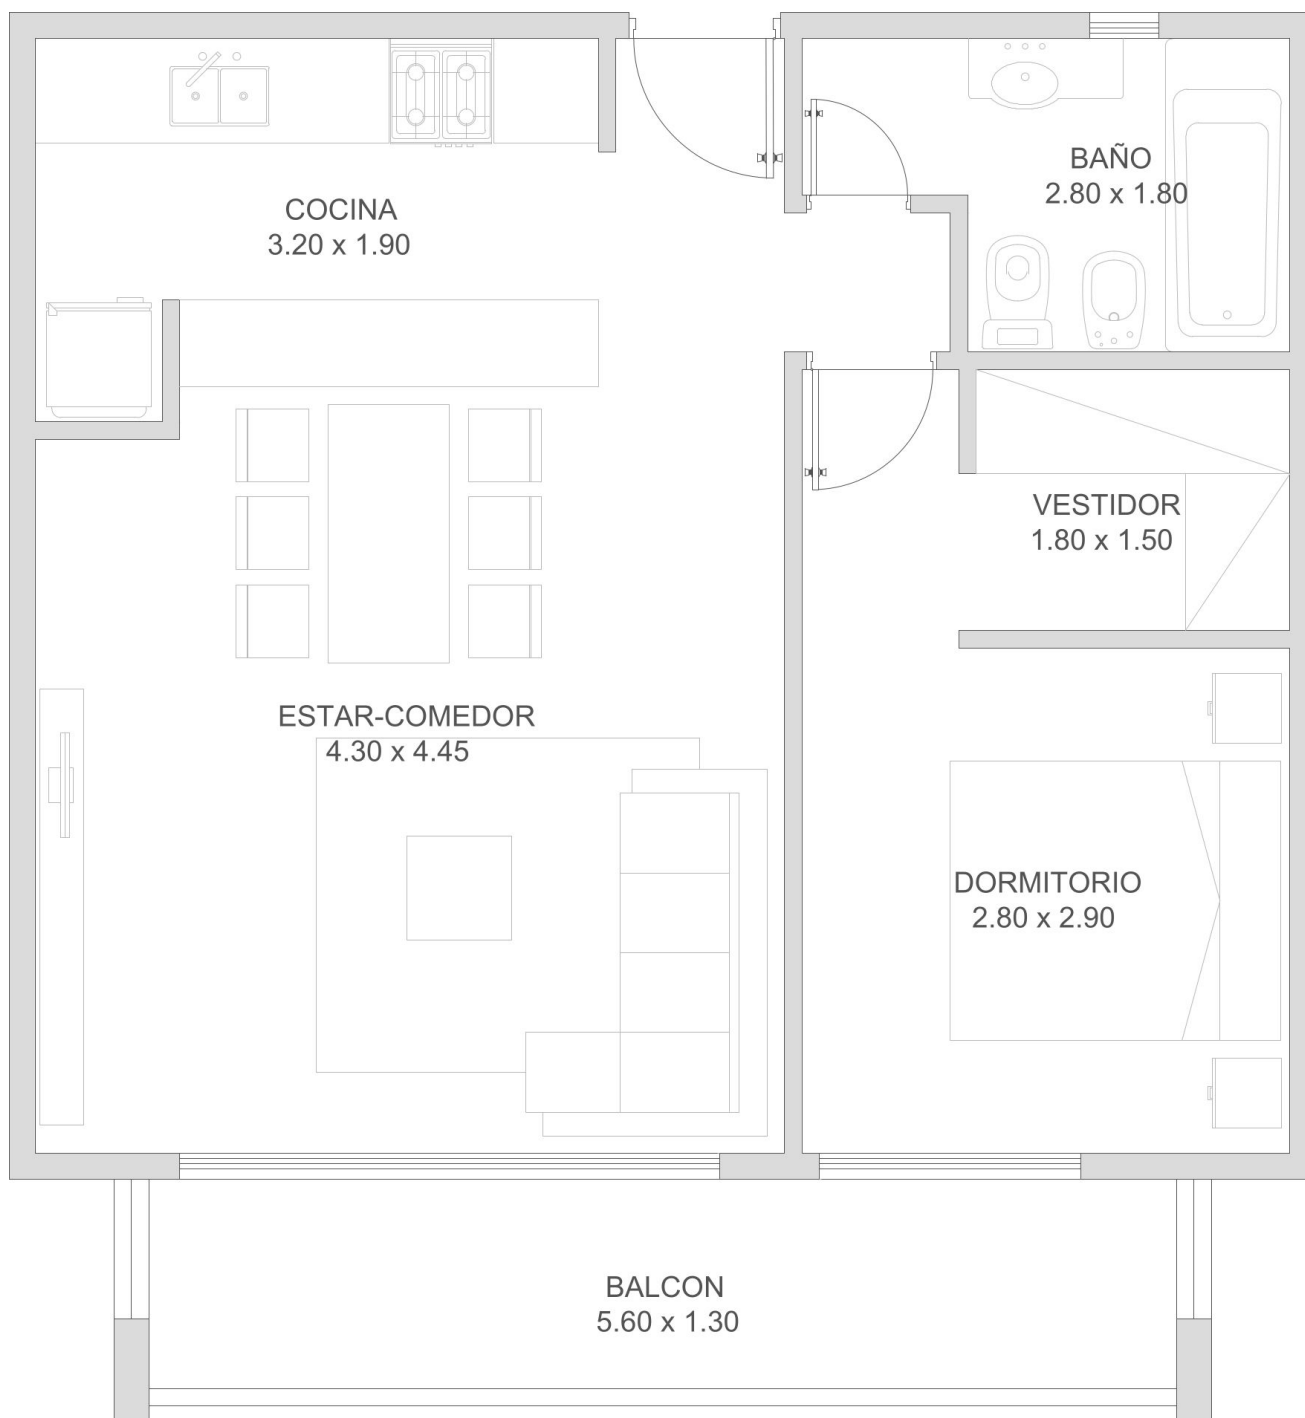 BAÑO
2.80 x 1.80
COCINA
3.20 x 1.90
VESTIDOR
1.80 x 1.50
ESTAR-COMEDOR
4.30 x 4.45
DORMITORIO
2.80 x 2.90
BALCON
5.60 x 1.30